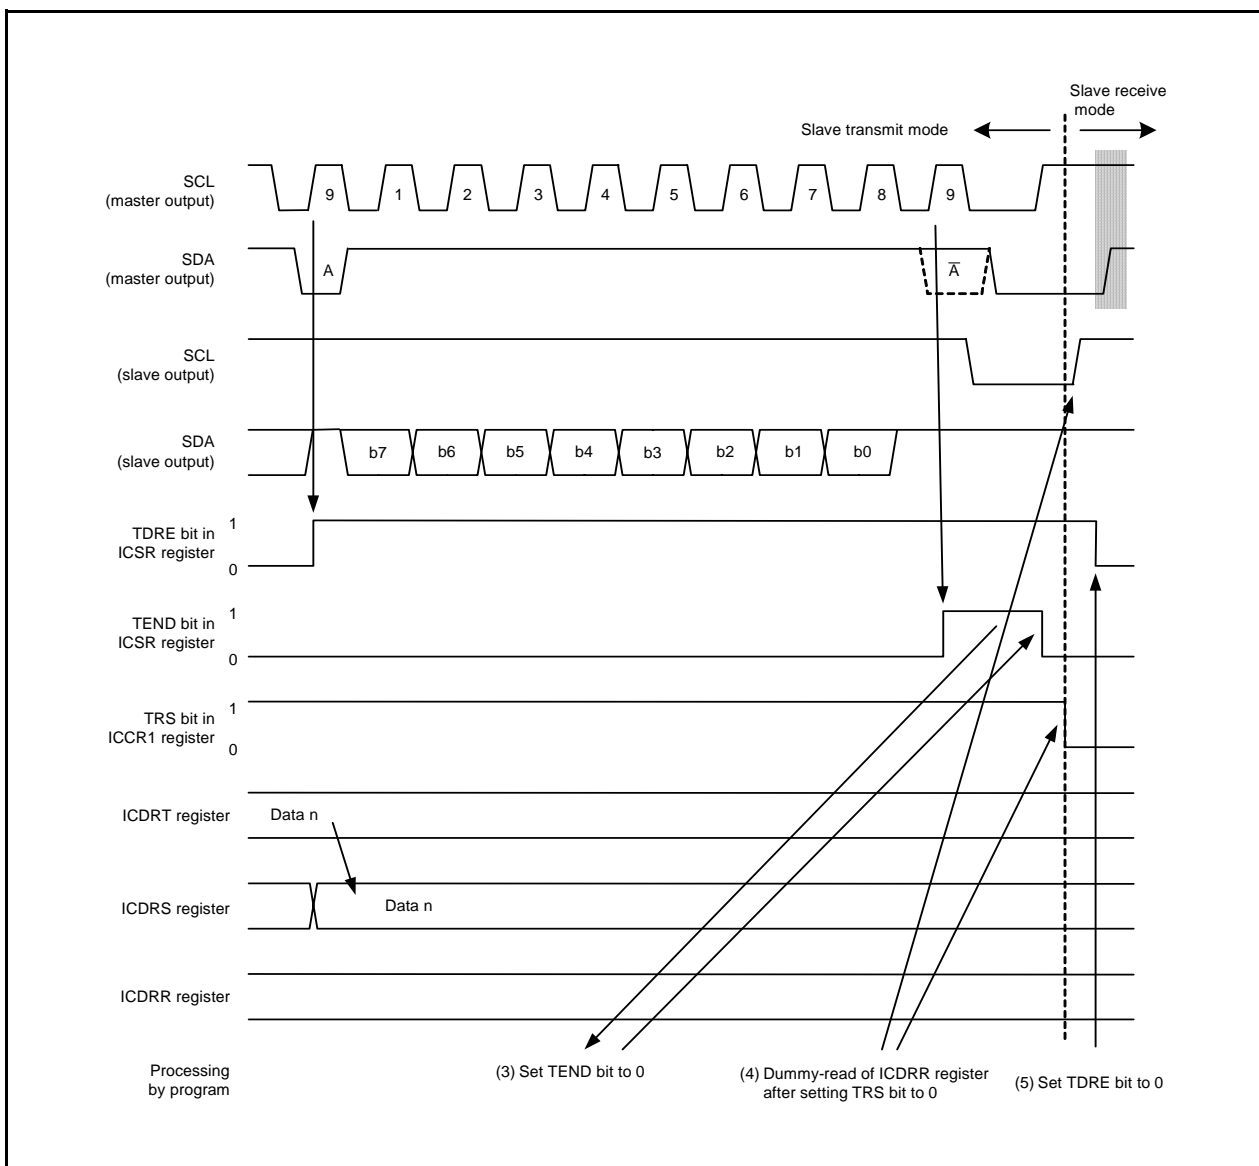 Slave receive
mode
Slave transmit mode
SCL
(master output)
9 1 2 3 4 5 6 7 8 9
SDA
(master output)
A A̅
SCL
(slave output)
SDA
(slave output)
b7 b6 b5 b4 b3 b2 b1 b0
TDRE bit in
ICSR register
1
0
TEND bit in
ICSR register
1
0
TRS bit in
ICCR1 register
1
0
ICDRT register
Data n
ICDRS register
Data n
ICDRR register
Processing
by program
(3) Set TEND bit to 0
(4) Dummy-read of ICDRR register
after setting TRS bit to 0
(5) Set TDRE bit to 0